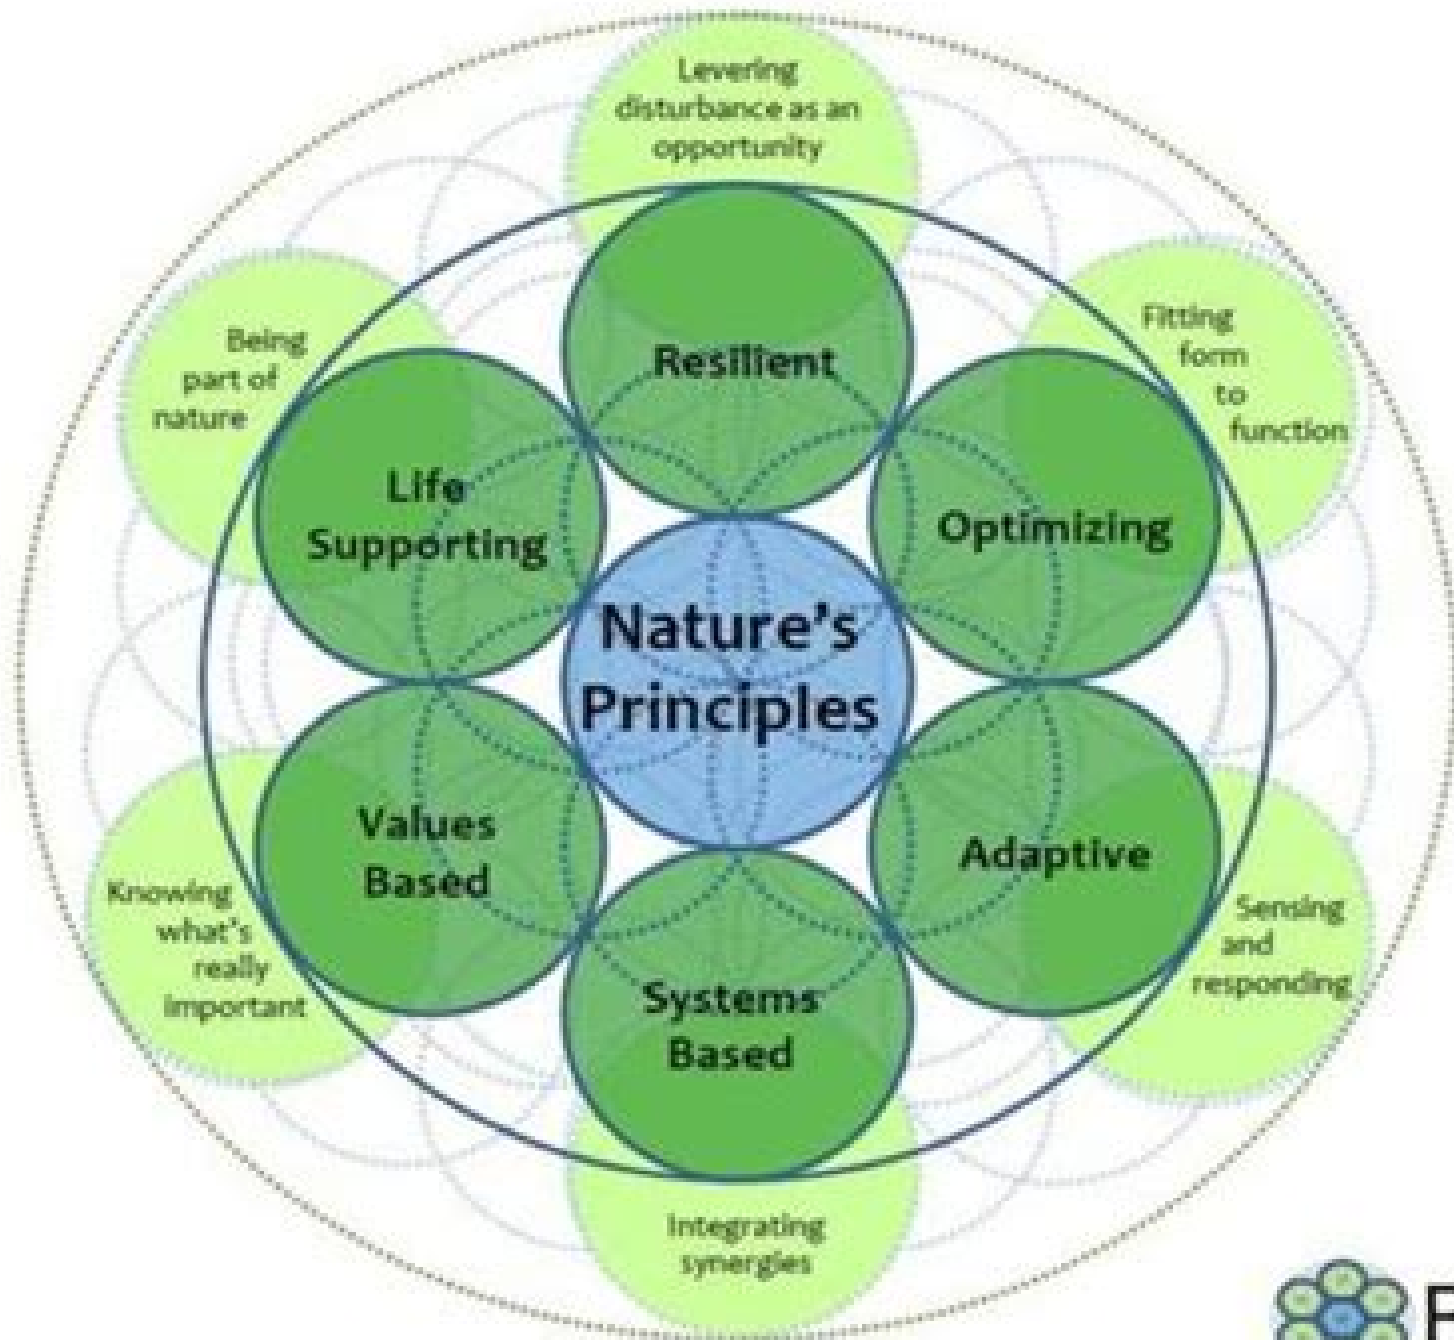 Levering
disturbance as an
opportunity
Resilient
Fitting
form
to
function
Optimizing
Being
part of
nature
Life
Supporting
Nature's
Principles
Values
Based
Adaptive
Knowing
what's
really
important
Sensing
and
responding
Systems
Based
Integrating
synergies